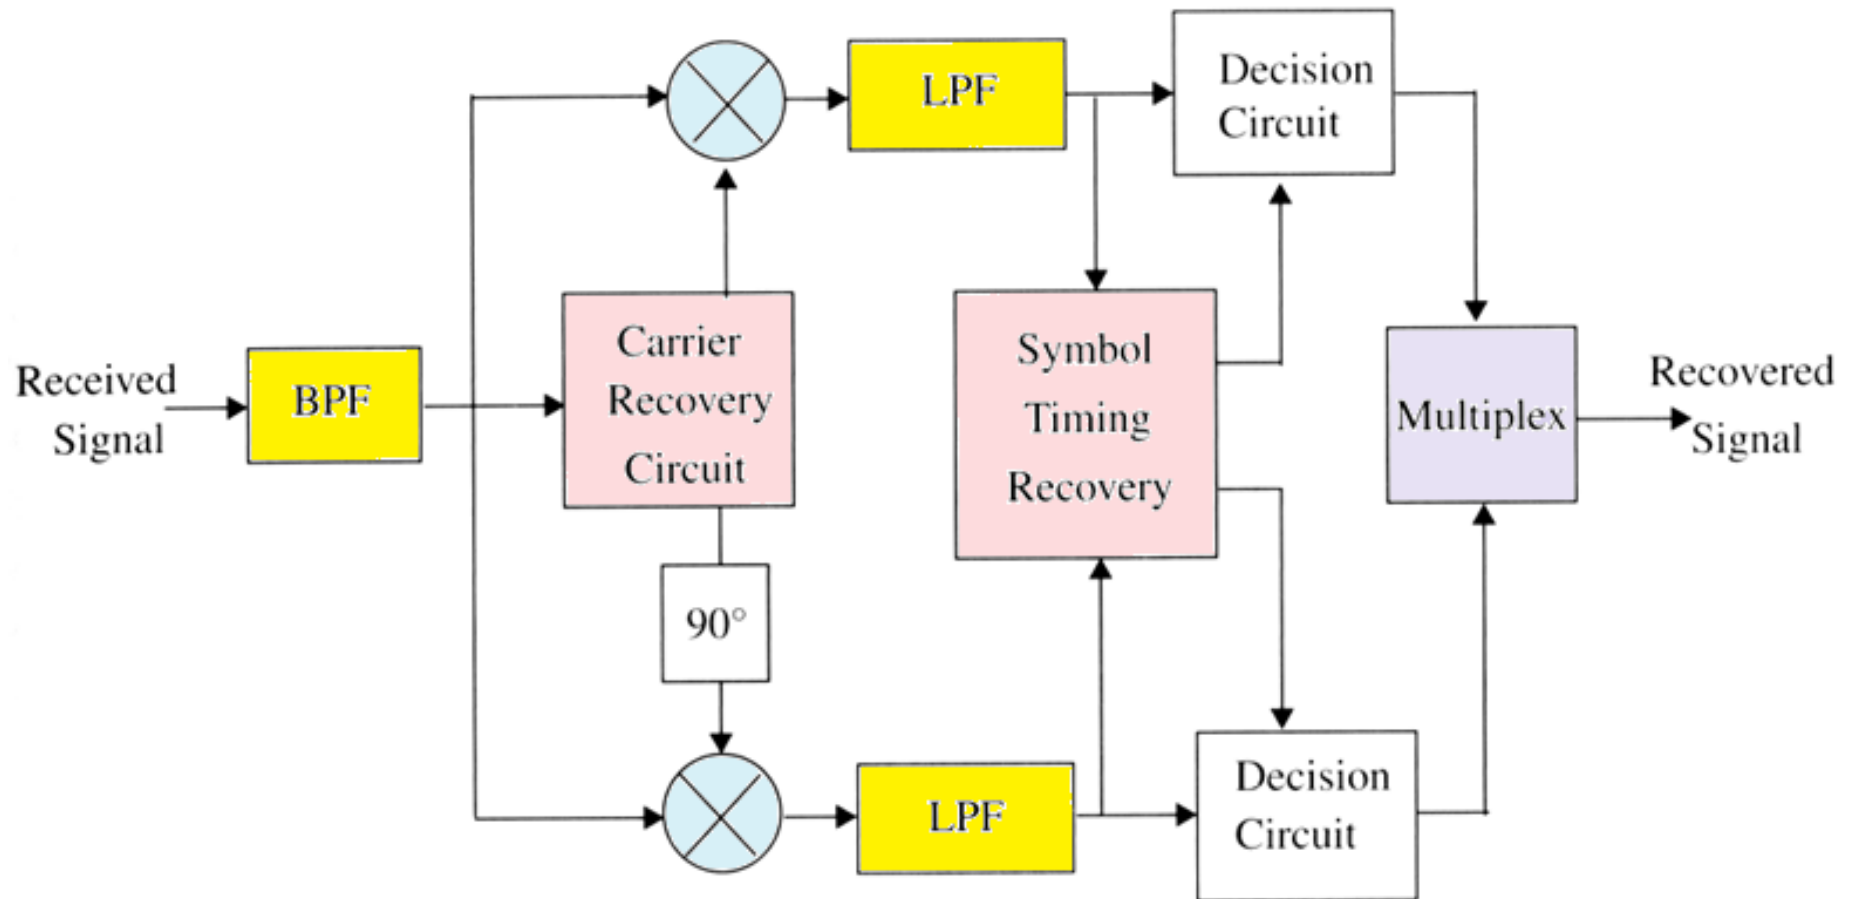 Received
Signal
BPF
Carrier
Recovery
Circuit
90°
LPF
LPF
Symbol
Timing
Recovery
Decision
Circuit
Decision
Circuit
Multiplex
Recovered
Signal